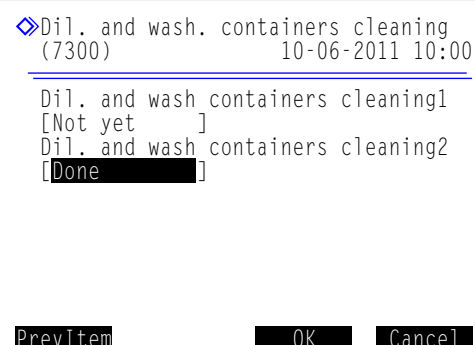 Dil. and wash. containers cleaning
(7300) 10-06-2011 10:00
Dil. and wash containers cleaning1
[Not yet ]
Dil. and wash containers cleaning2
[Done ]
PrevItem OK Cancel